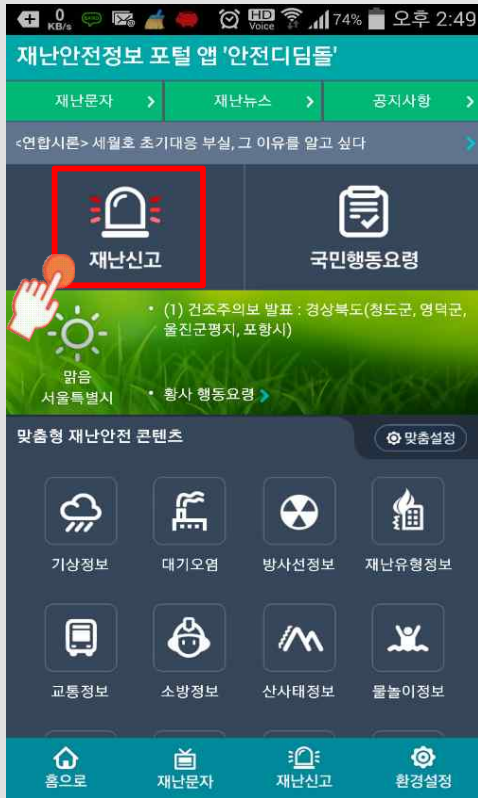 0 KB/s HD Voice 74% 오후 2:49
재난안전정보 포털 앱 '안전디딤돌'
재난문자 > 재난뉴스 > 공지사항 >
<연합시론> 세월호 초기대응 부실, 그 이유를 알고 싶다 >
재난신고 국민행동요령
• (1) 건조주의보 발표 : 경상북도(청도군, 영덕군,
울진군평지, 포항시)
맑음
서울특별시 • 황사 행동요령 >
맞춤형 재난안전 콘텐츠 맞춤설정
기상정보 대기오염 방사선정보 재난유형정보
교통정보 소방정보 산사태정보 물놀이정보
홈으로 재난문자 재난신고 환경설정